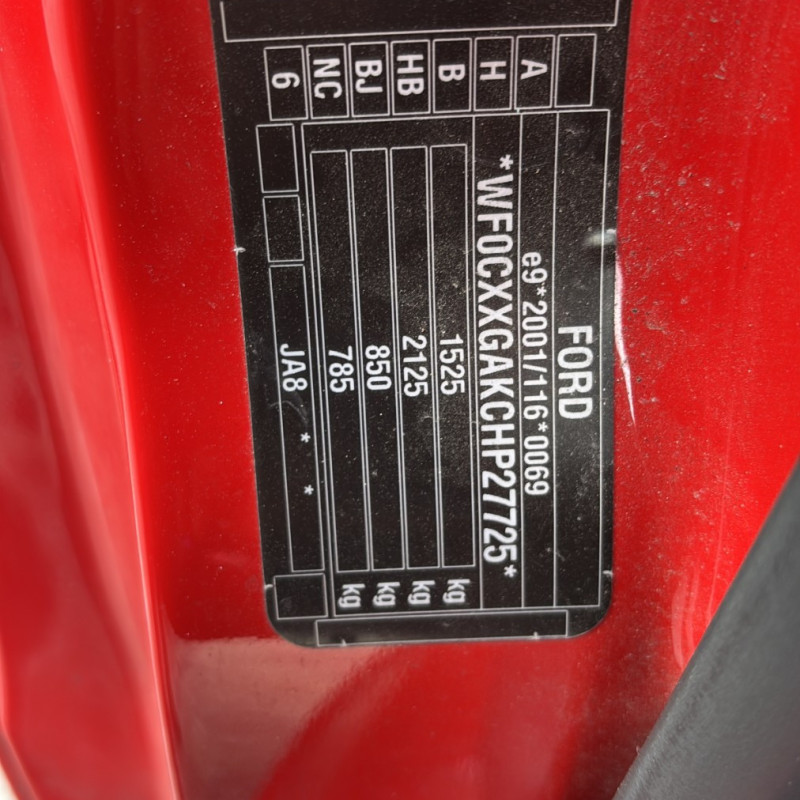 FORD
A e9*2001/116*0069
H *WF0CXXGAKCHP27725*
B 1525 kg
HB 2125 kg
BJ 850 kg
NC 785 kg
6 JA8 * *